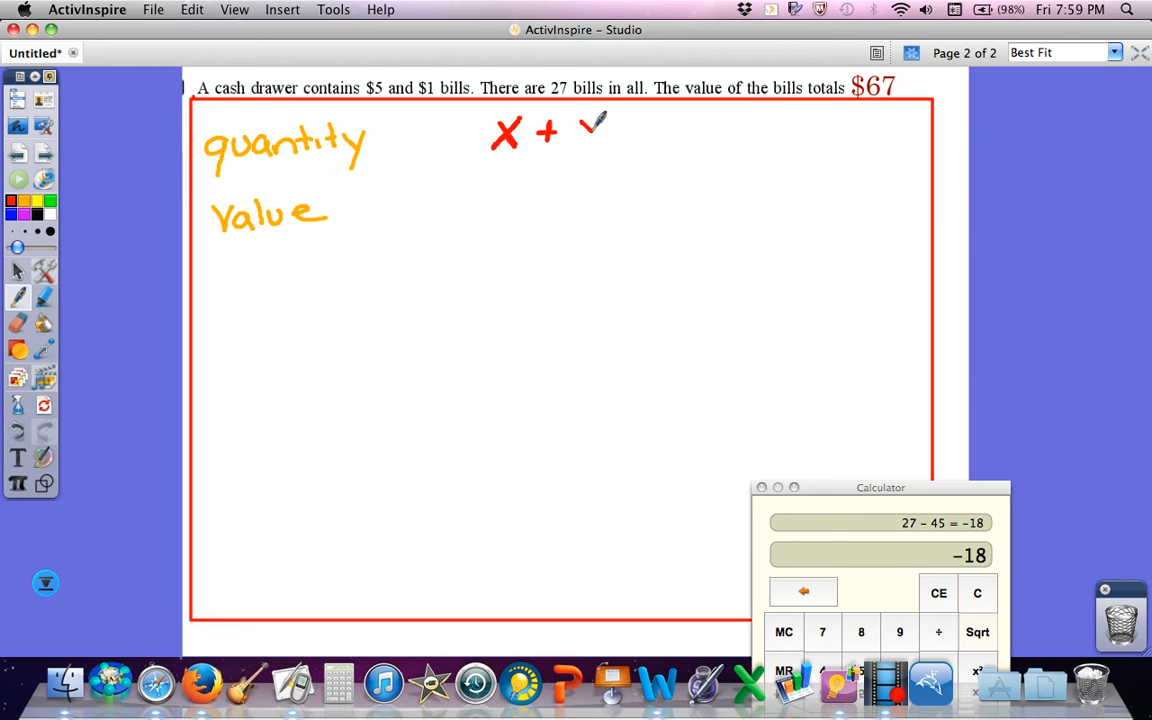 ActivInspire File Edit View Insert Tools Help (98%) Fri 7:59 PM
ActivInspire – Studio
Untitled* Page 2 of 2 Best Fit
A cash drawer contains $5 and $1 bills. There are 27 bills in all. The value of the bills totals $67
quantity x +
value
Calculator
27 – 45 = –18
–18
CE C
MC 7 8 9 ÷ Sqrt
MR x²